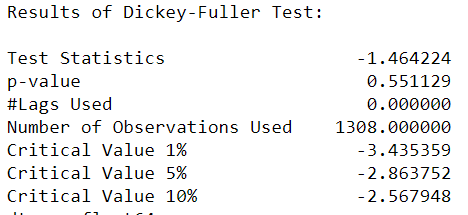 Results of Dickey-Fuller Test:
Test Statistics -1.464224
p-value 0.551129
#Lags Used 0.000000
Number of Observations Used 1308.000000
Critical Value 1% -3.435359
Critical Value 5% -2.863752
Critical Value 10% -2.567948